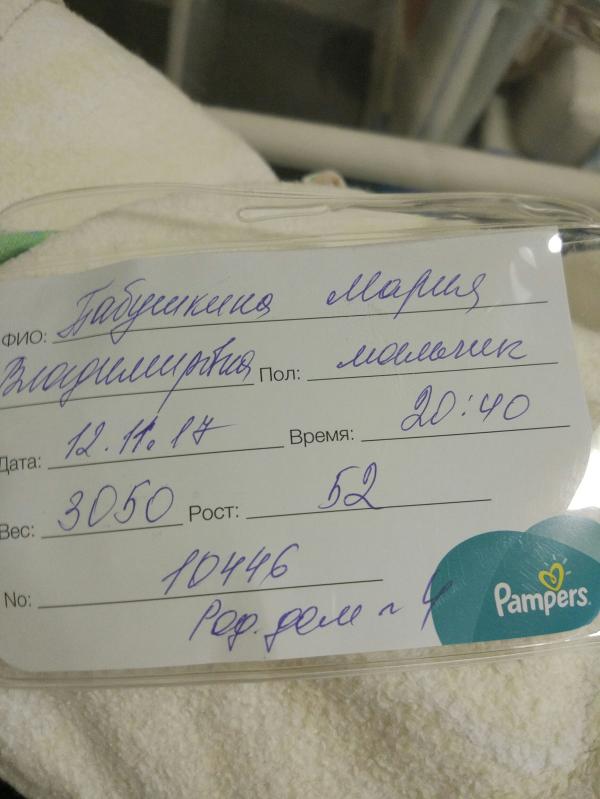 ФИО: Бабушкина Мария
Владимировна Пол: мальчик
Дата: 12.11.17 Время: 20:40
Вес: 3050 Рост: 52
No: 10446
Род. дом ~ 4
Pampers.